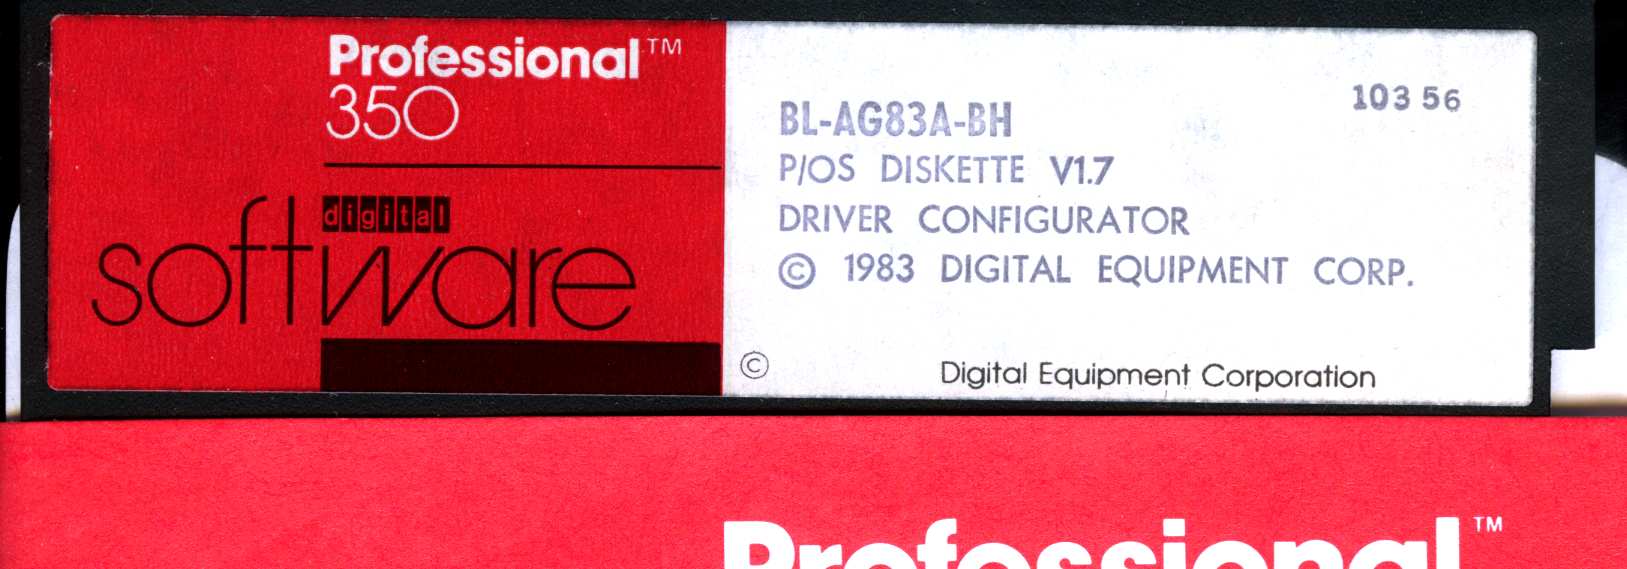 Professional™
350
digital
software
103 56
BL-AG83A-BH
P/OS DISKETTE V1.7
DRIVER CONFIGURATOR
© 1983 DIGITAL EQUIPMENT CORP.
©
Digital Equipment Corporation
Professional™